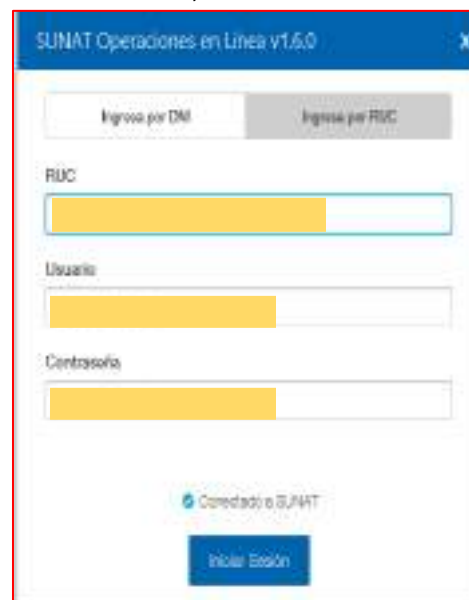 SUNAT Operaciones en Línea v1.6.0 X
Ingresa por DNI Ingresa por RUC
RUC
Usuario
Contraseña
Conectado a SUNAT
Iniciar Sesión